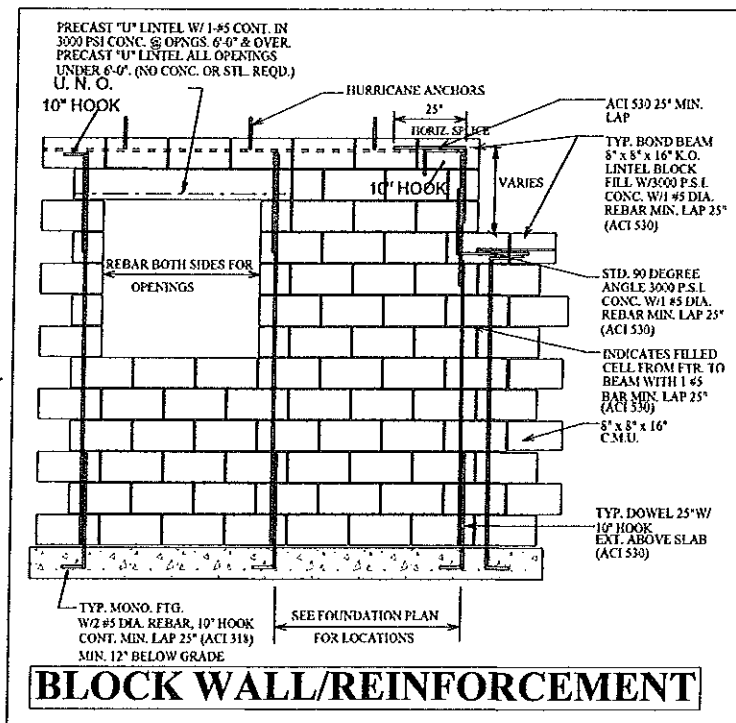 PRECAST "U" LINTEL W/ 1-#5 CONT. IN
3000 PSI CONC. @ OPNGS. 6'-0" & OVER.
PRECAST "U" LINTEL ALL OPENINGS
UNDER 6'-0". (NO CONC. OR STL. REQD.)
U. N. O.
10" HOOK
HURRICANE ANCHORS
25"
HORIZ. SPLICE
10" HOOK
VARIES
ACI 530 25" MIN.
LAP
TYP. BOND BEAM
8" x 8" x 16" K.O.
LINTEL BLOCK
FILL W/3000 P.S.I.
CONC. W/1 #5 DIA.
REBAR MIN. LAP 25"
(ACI 530)
REBAR BOTH SIDES FOR
OPENINGS
STD. 90 DEGREE
ANGLE 3000 P.S.I.
CONC. W/1 #5 DIA.
REBAR MIN. LAP 25"
(ACI 530)
INDICATES FILLED
CELL FROM FTR. TO
BEAM WITH 1 #5
BAR MIN. LAP 25"
(ACI 530)
8" x 8" x 16"
C.M.U.
TYP. DOWEL 25"W/
10" HOOK
EXT. ABOVE SLAB
(ACI 530)
TYP. MONO. FTG.
W/2 #5 DIA. REBAR, 10" HOOK
CONT. MIN. LAP 25" (ACI 318)
MIN. 12" BELOW GRADE
SEE FOUNDATION PLAN
FOR LOCATIONS
BLOCK WALL/REINFORCEMENT